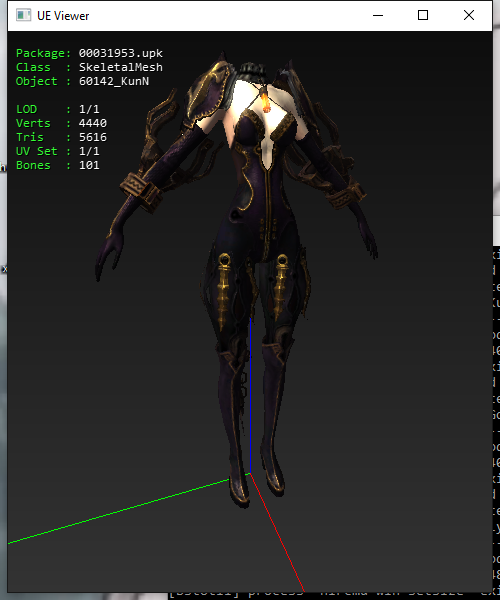 UE Viewer
Package: 00031953.upk
Class : SkeletalMesh
Object : 60142_KunN
LOD : 1/1
Verts : 4440
Tris : 5616
UV Set : 1/1
Bones : 101